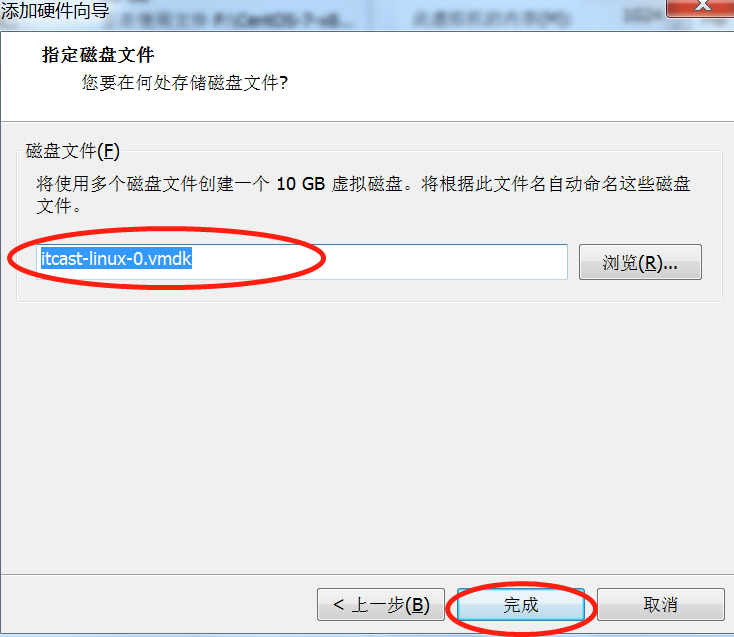 添加硬件向导
指定磁盘文件
您要在何处存储磁盘文件?
磁盘文件(F)
将使用多个磁盘文件创建一个 10 GB 虚拟磁盘。将根据此文件名自动命名这些磁盘
文件。
itcast-linux-0.vmdk
浏览(R)...
< 上一步(B)
完成
取消